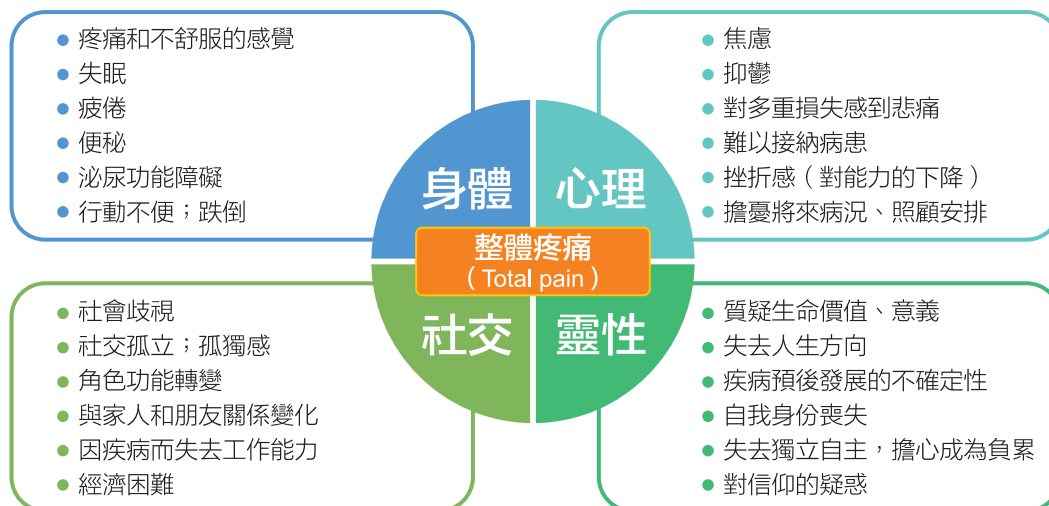 疼痛和不舒服的感覺
失眠
疲倦
便秘
泌尿功能障礙
行動不便；跌倒
焦慮
抑鬱
對多重損失感到悲痛
難以接納病患
挫折感（對能力的下降）
擔憂將來病況、照顧安排
身體
心理
整體疼痛
（Total pain）
社交
靈性
社會歧視
社交孤立；孤獨感
角色功能轉變
與家人和朋友關係變化
因疾病而失去工作能力
經濟困難
質疑生命價值、意義
失去人生方向
疾病預後發展的不確定性
自我身份喪失
失去獨立自主，擔心成為負累
對信仰的疑惑